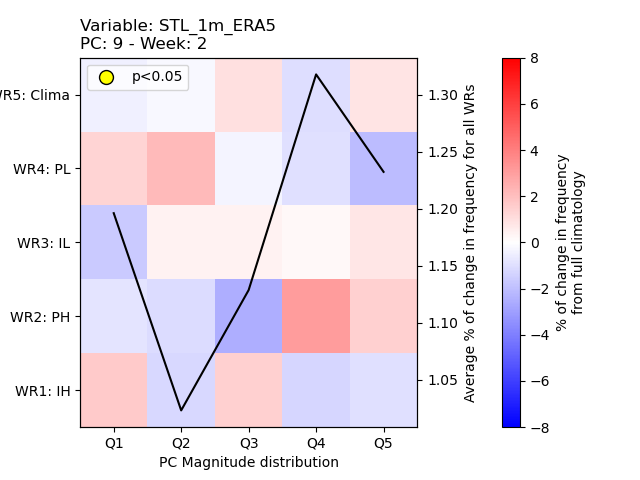 Variable: STL_1m_ERA5
PC: 9 - Week: 2
p<0.05
WR5: Clima
WR4: PL
WR3: IL
WR2: PH
WR1: IH
Q1 Q2 Q3 Q4 Q5
PC Magnitude distribution
1.30
1.25
1.20
1.15
1.10
1.05
Average % of change in frequency for all WRs
8
6
4
2
0
−2
−4
−6
−8
% of change in frequency
from full climatology